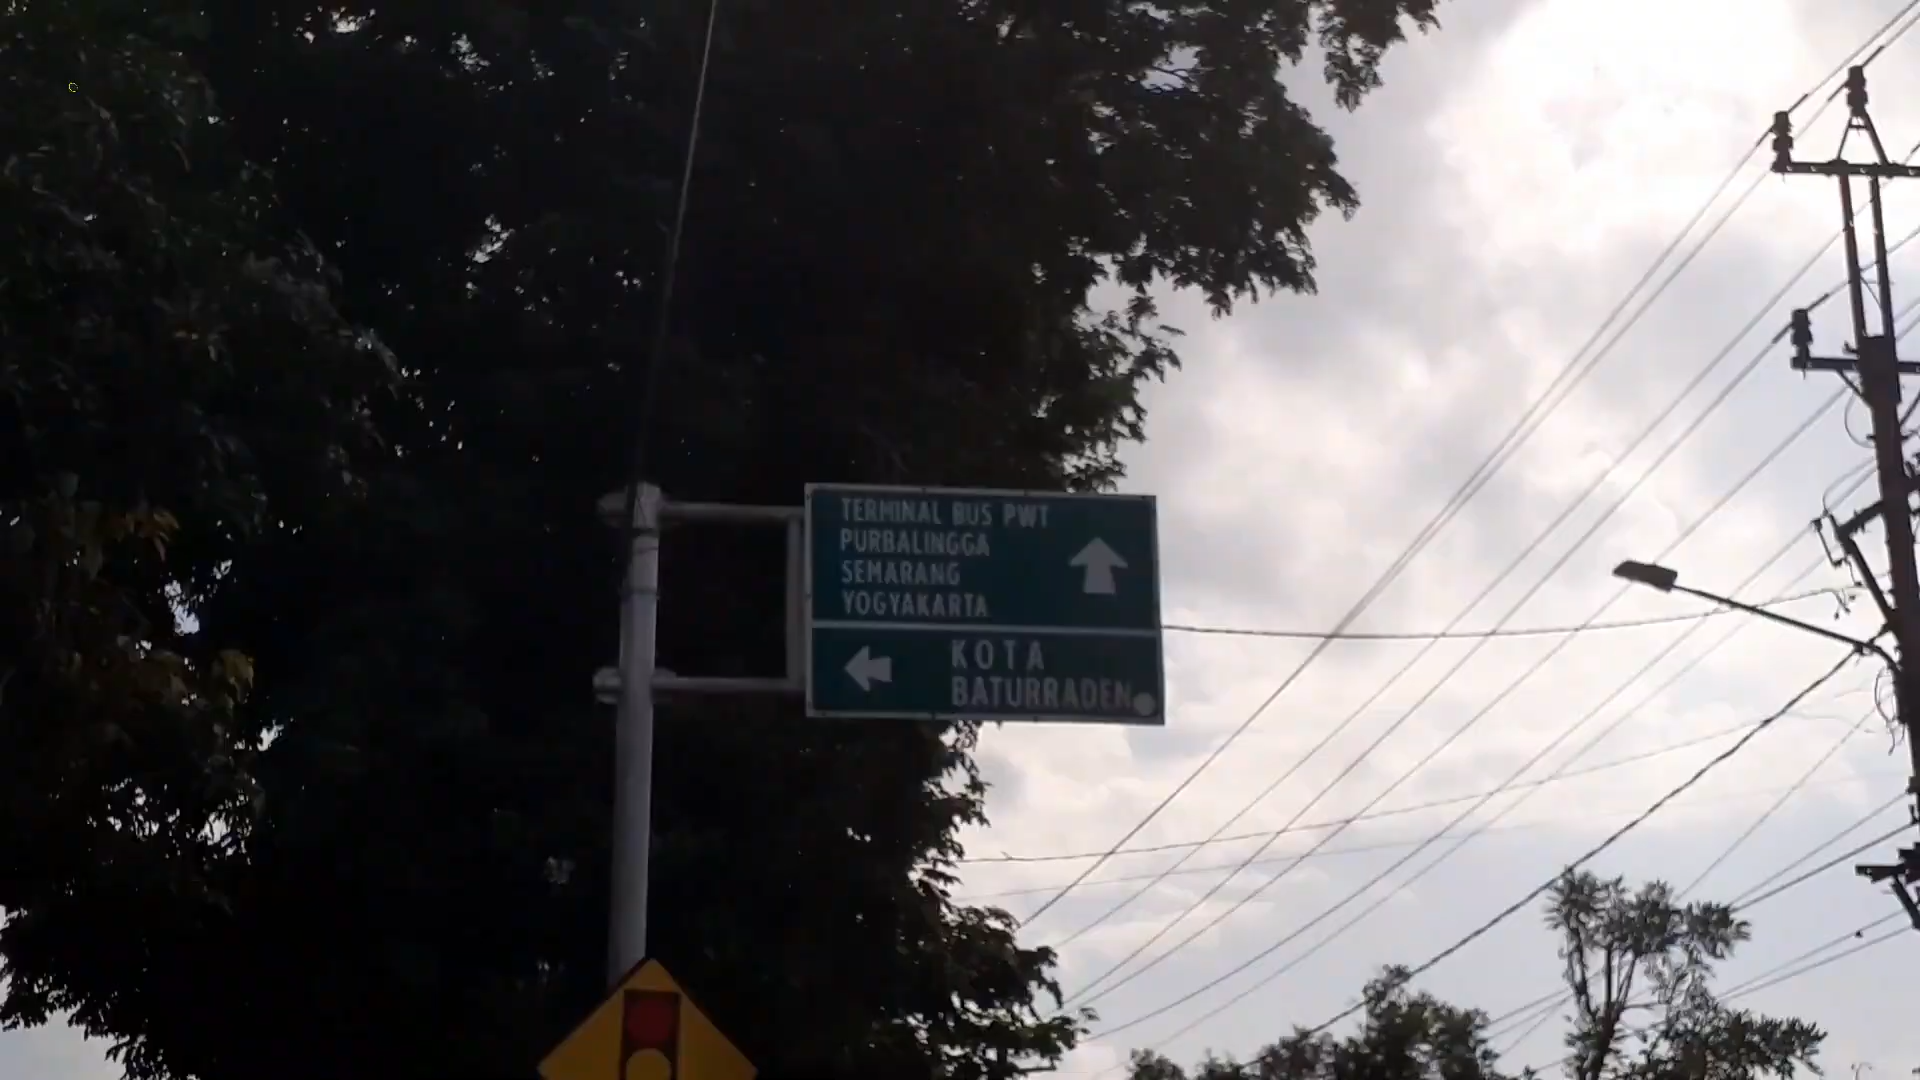 TERMINAL BUS PWT
PURBALINGGA
SEMARANG
YOGYAKARTA
KOTA
BATURRADEN